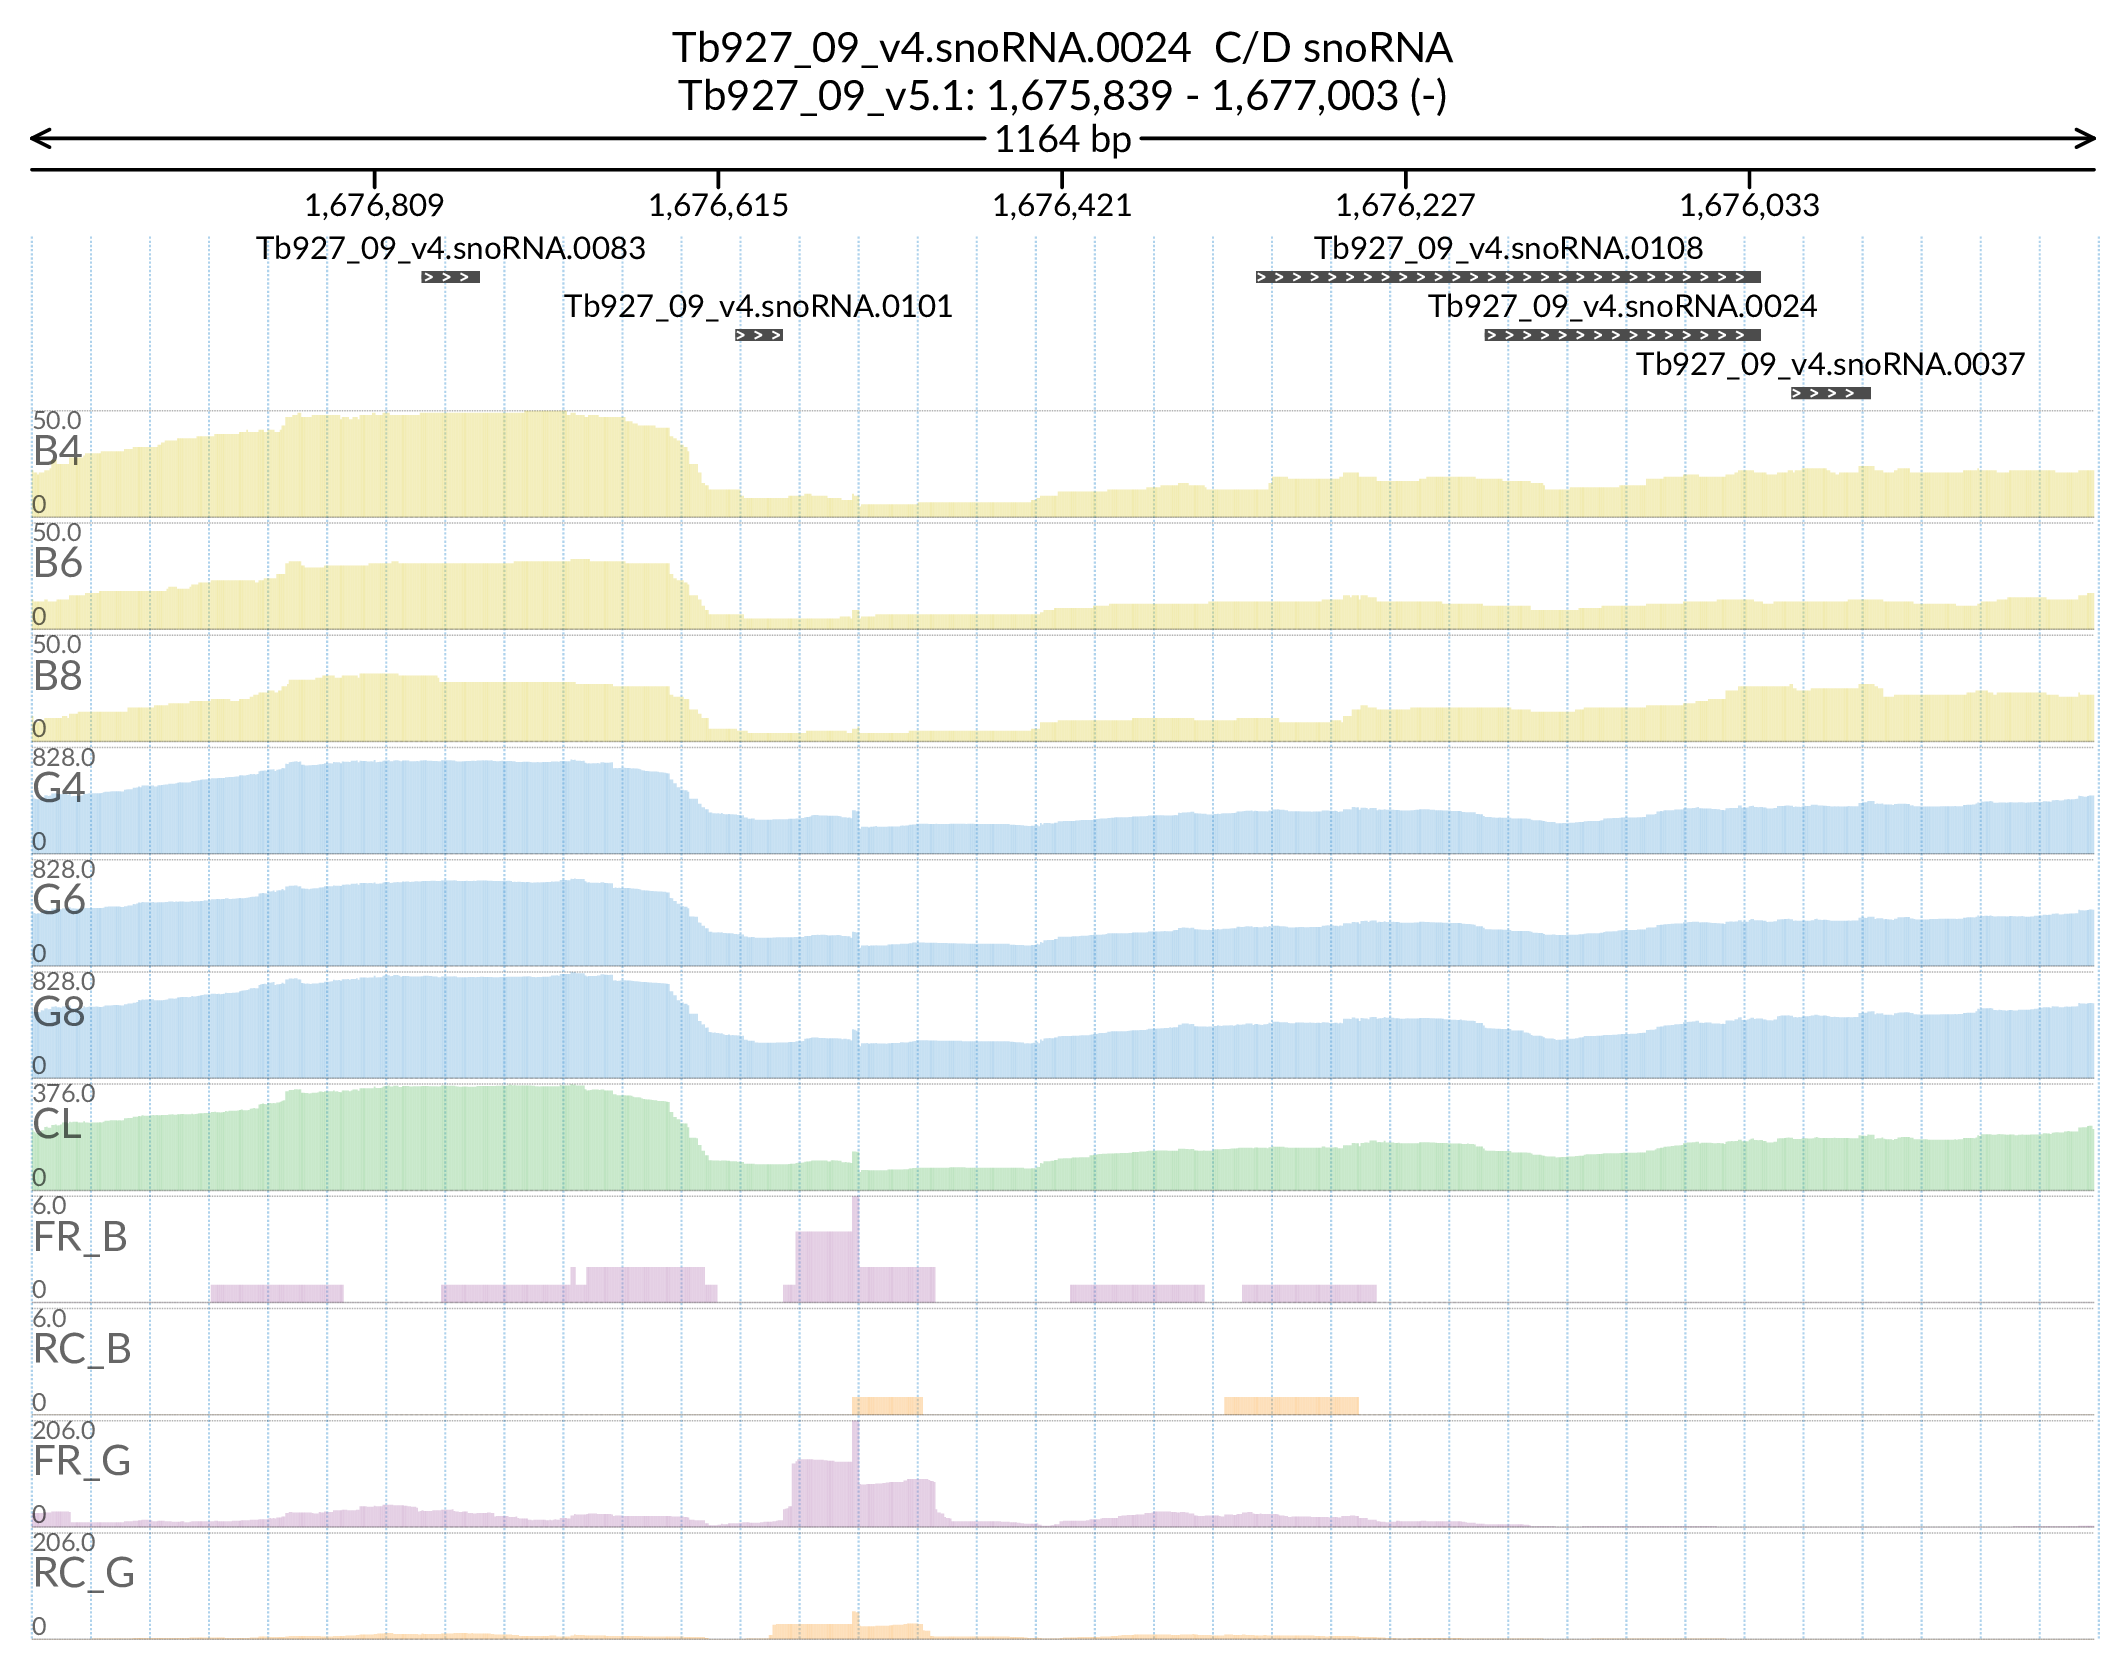 Tb927_09_v4.snoRNA.0024  C/D snoRNA
Tb927_09_v5.1: 1,675,839 - 1,677,003 (-)
1164 bp
1,676,809 1,676,615 1,676,421 1,676,227 1,676,033
Tb927_09_v4.snoRNA.0083 Tb927_09_v4.snoRNA.0108
Tb927_09_v4.snoRNA.0101 Tb927_09_v4.snoRNA.0024
Tb927_09_v4.snoRNA.0037
50.0
B4
0
50.0
B6
0
50.0
B8
0
828.0
G4
0
828.0
G6
0
828.0
G8
0
376.0
CL
0
6.0
FR_B
0
6.0
RC_B
0
206.0
FR_G
0
206.0
RC_G
0